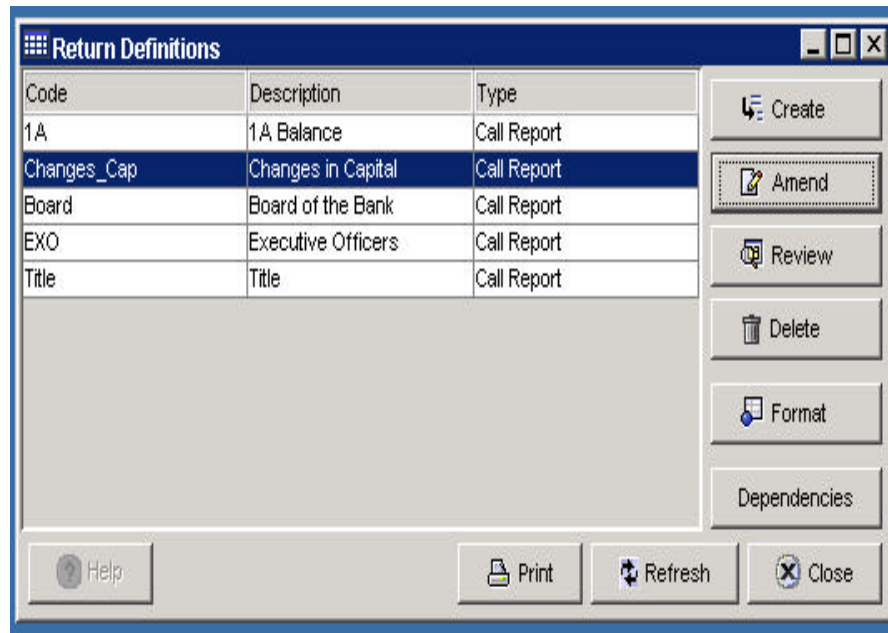 Return Definitions
Code Description Type
1A 1A Balance Call Report
Changes_Cap Changes in Capital Call Report
Board Board of the Bank Call Report
EXO Executive Officers Call Report
Title Title Call Report
Create
Amend
Review
Delete
Format
Dependencies
Help Print Refresh Close